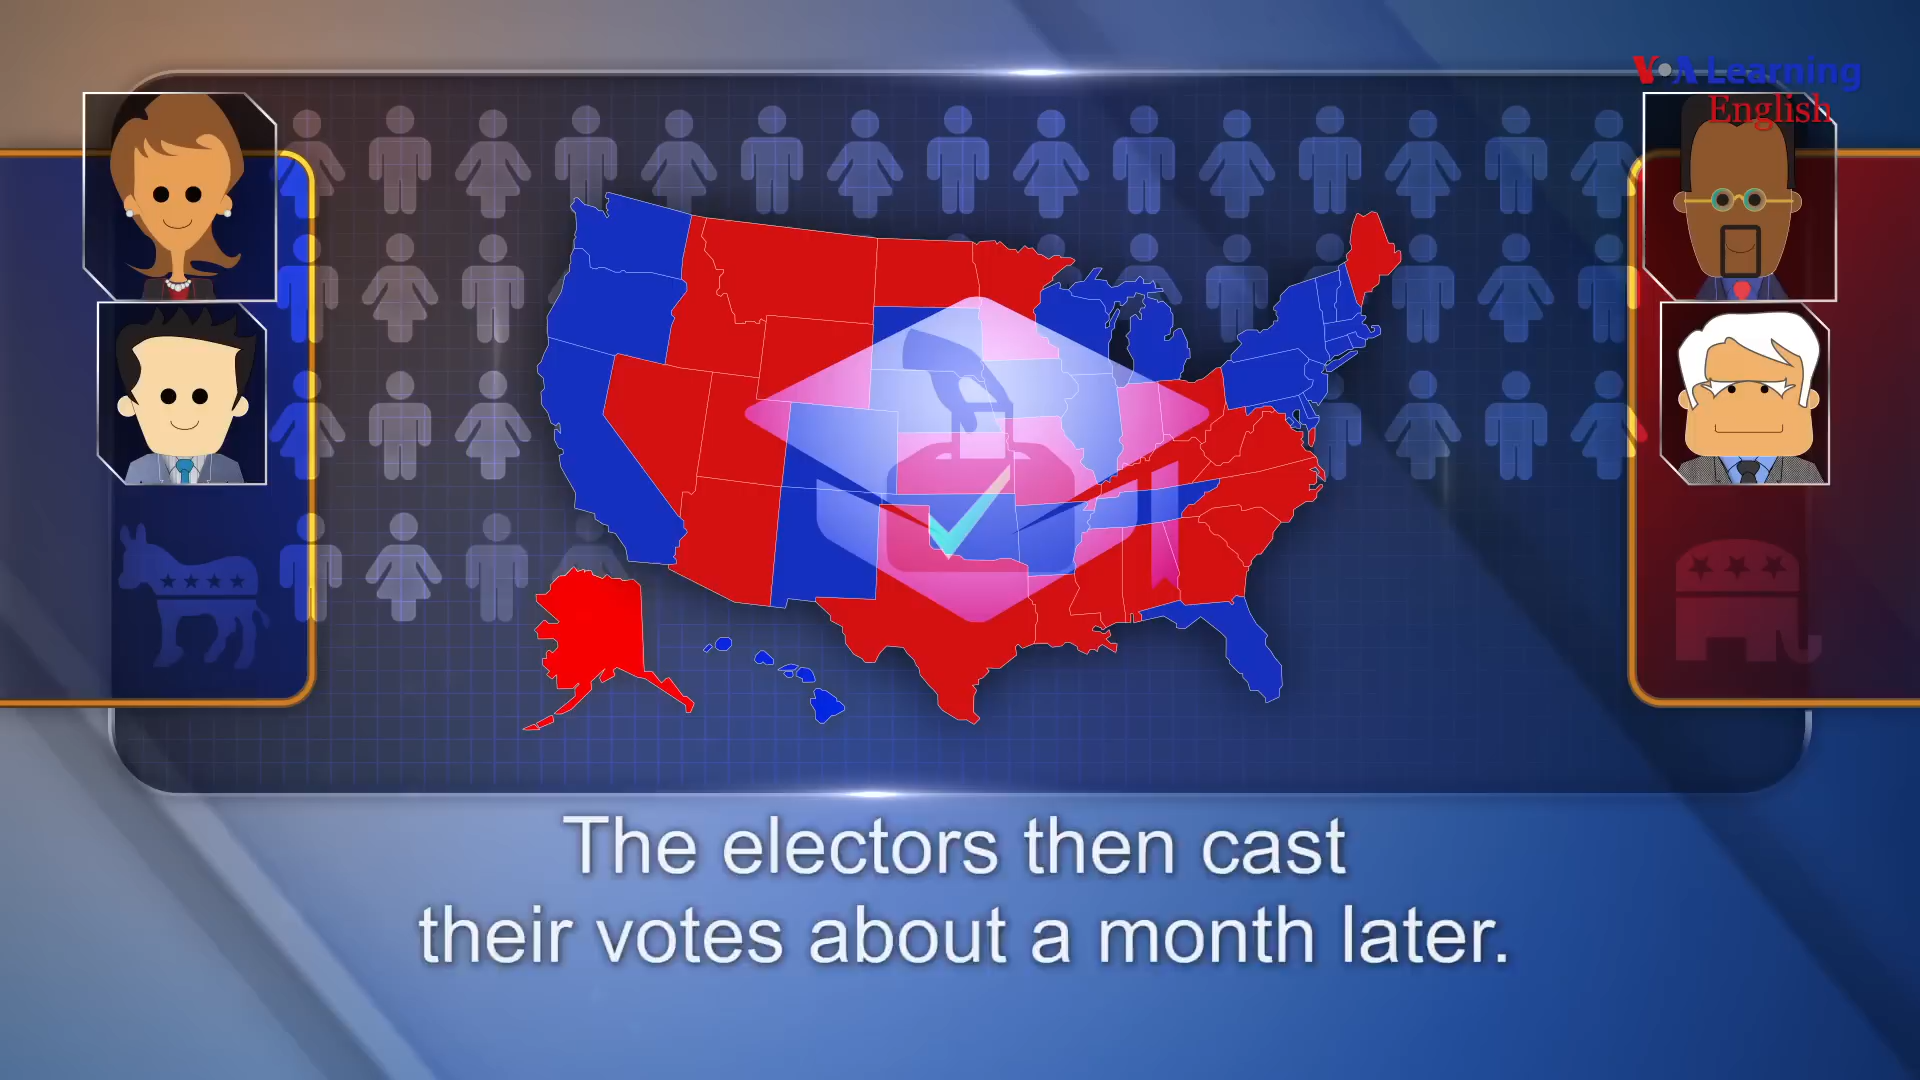 VOA Learning
English
The electors then cast
their votes about a month later.